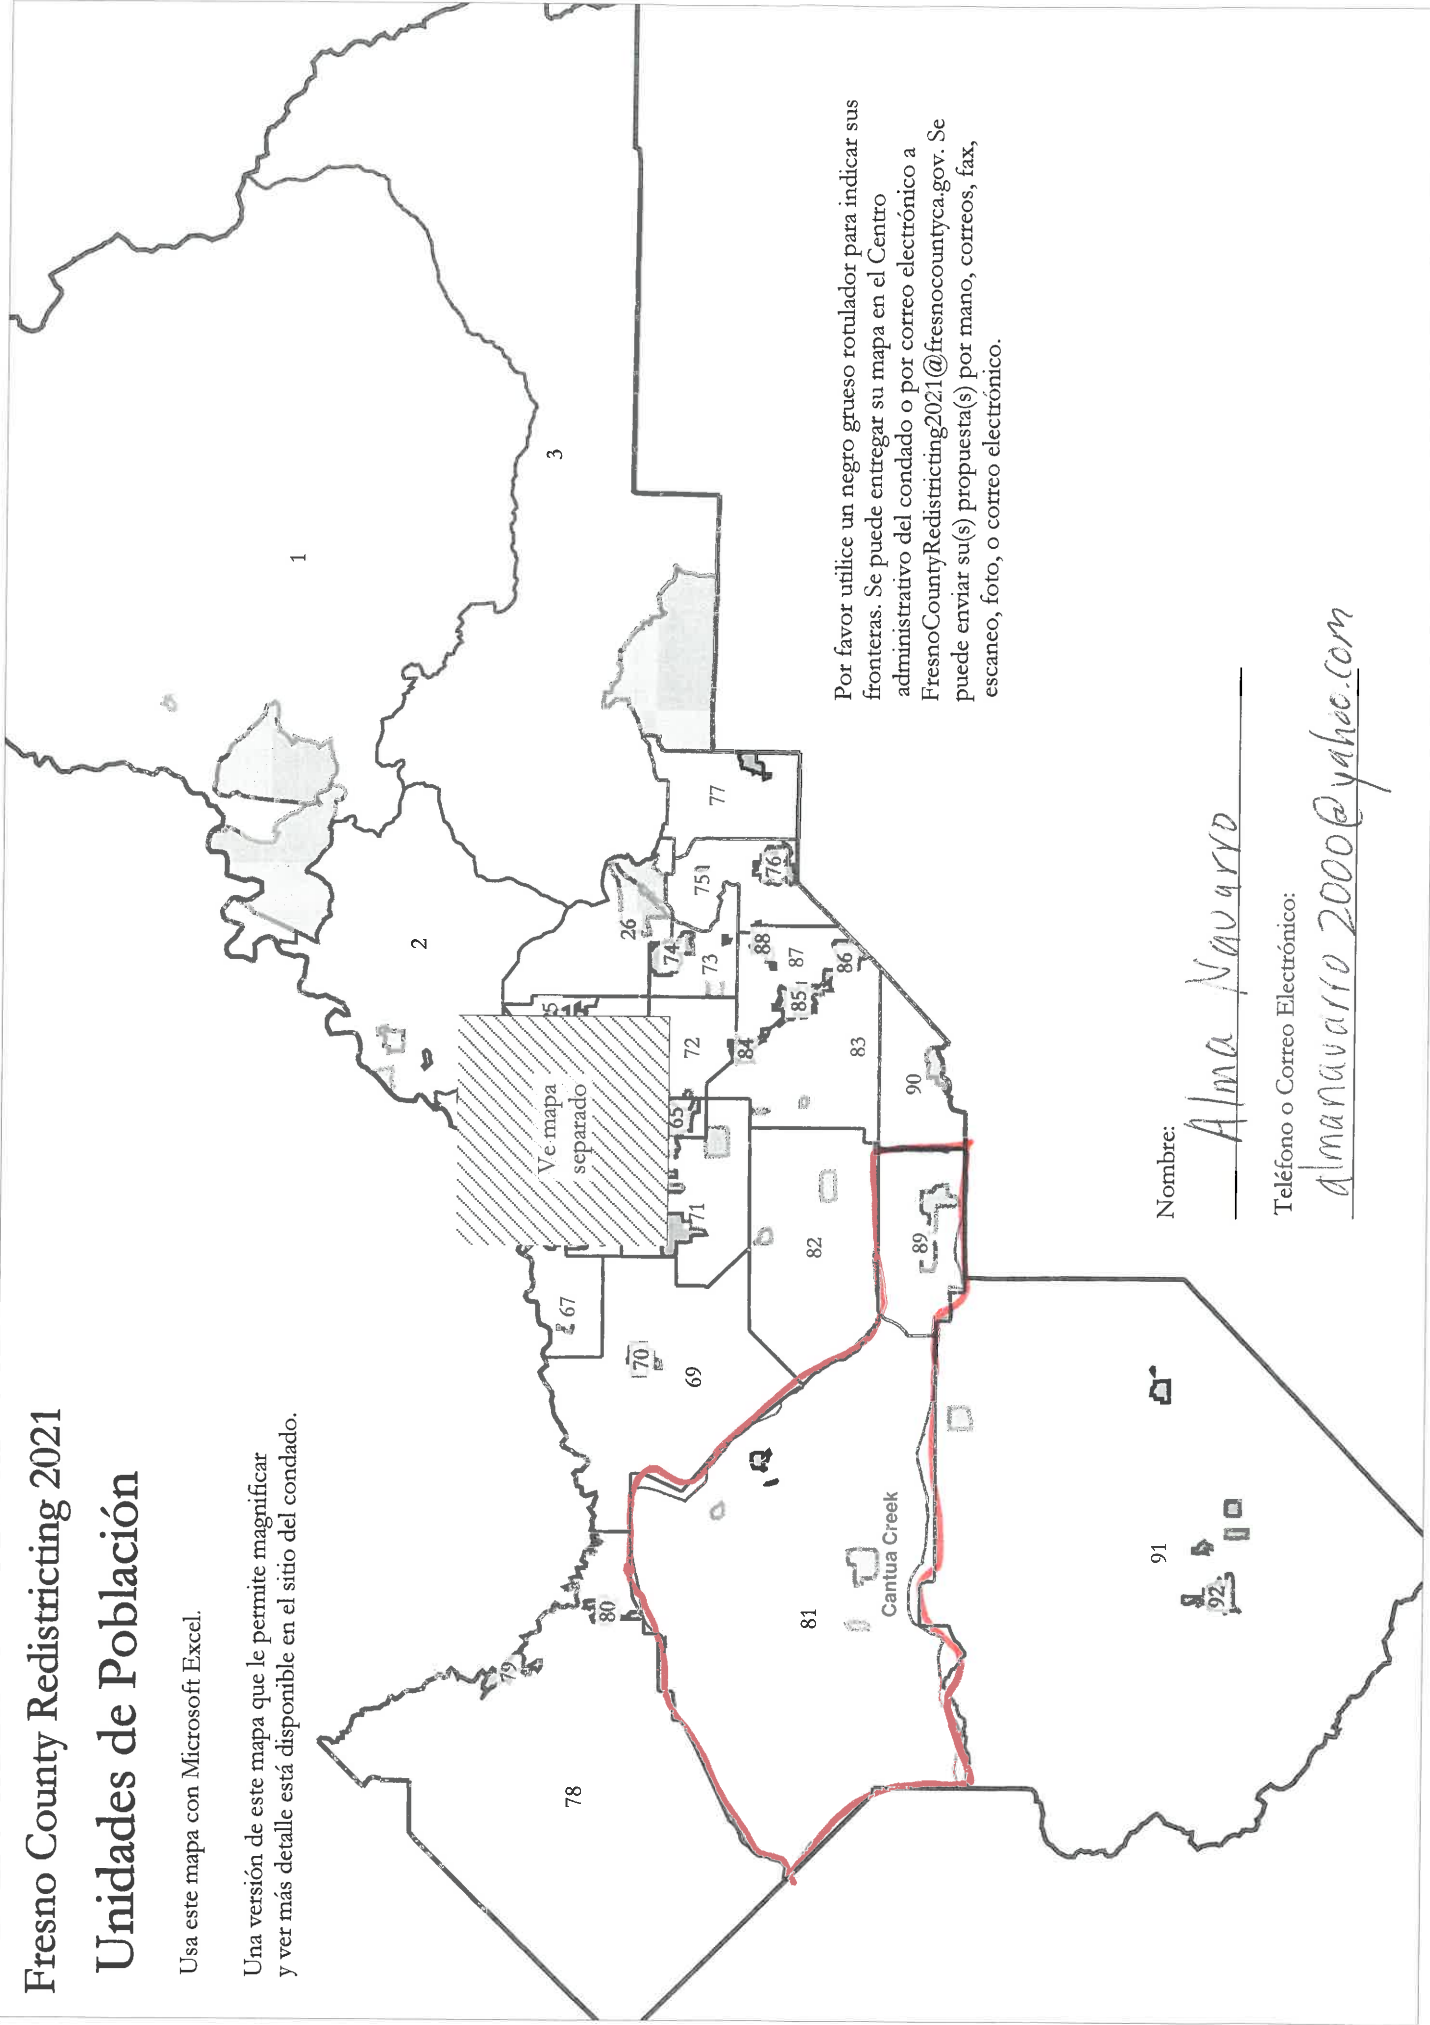 Fresno County Redistricting 2021
Unidades de Población
Usa este mapa con Microsoft Excel.
Una versión de este mapa que le permite magnificar
y ver más detalle está disponible en el sitio del condado.
1
2
3
26
Ve mapa
separado
65
67
69
70
71
72
73
74
75
76
77
78
79
80
81
82
83
84
85
86
87
88
89
90
91
92
Cantua Creek
Por favor utilice un negro grueso rotulador para indicar sus
fronteras. Se puede entregar su mapa en el Centro
administrativo del condado o por correo electrónico a
FresnoCountyRedistricting2021@fresnocountyca.gov. Se
puede enviar su(s) propuesta(s) por mano, correos, fax,
escaneo, foto, o correo electrónico.
Nombre:
Alma Navarro
Teléfono o Correo Electrónico:
almanavarro2000@yahoo.com